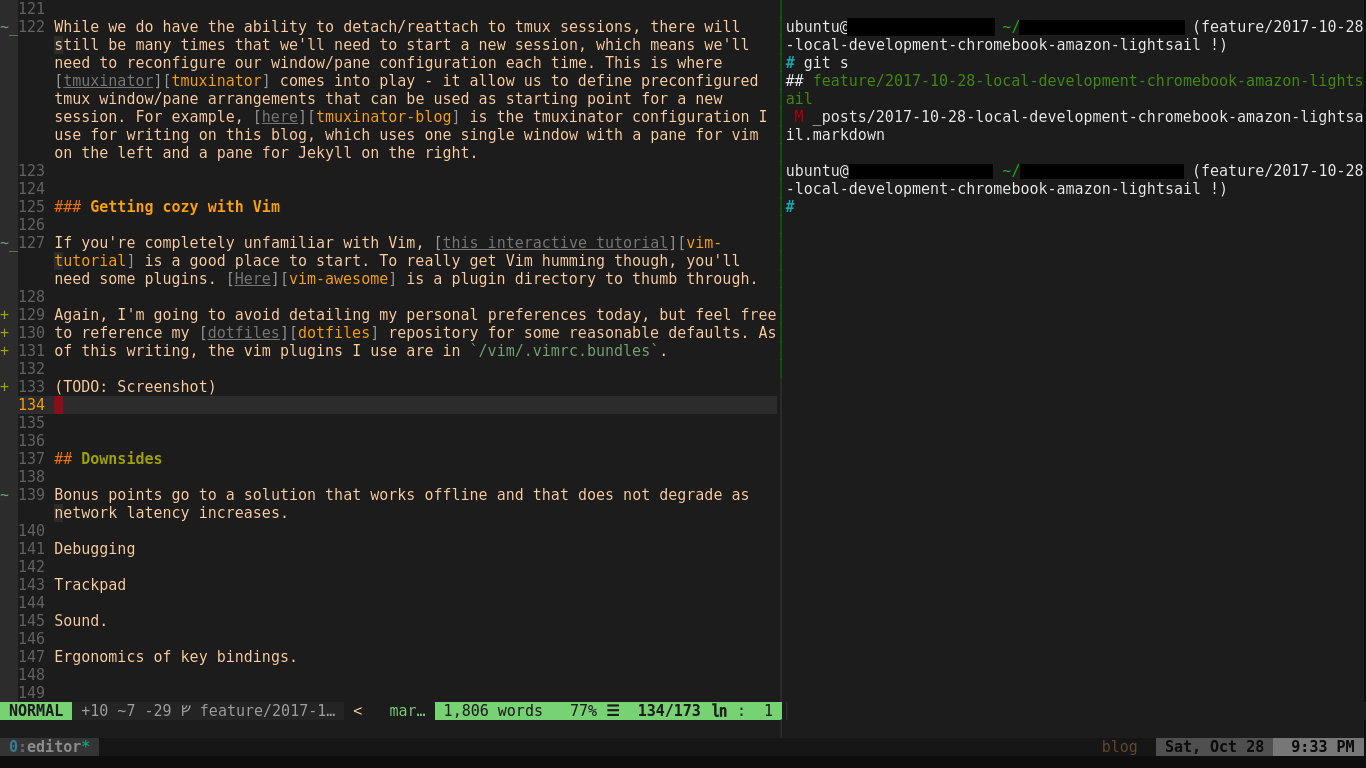 121
~_122 While we do have the ability to detach/reattach to tmux sessions, there will
still be many times that we'll need to start a new session, which means we'll
need to reconfigure our window/pane configuration each time. This is where
[tmuxinator][tmuxinator] comes into play - it allow us to define preconfigured
tmux window/pane arrangements that can be used as starting point for a new
session. For example, [here][tmuxinator-blog] is the tmuxinator configuration I
use for writing on this blog, which uses one single window with a pane for vim
on the left and a pane for Jekyll on the right.
123
124
125 ### Getting cozy with Vim
126
~_127 If you're completely unfamiliar with Vim, [this interactive tutorial][vim-
tutorial] is a good place to start. To really get Vim humming though, you'll
need some plugins. [Here][vim-awesome] is a plugin directory to thumb through.
128
+ 129 Again, I'm going to avoid detailing my personal preferences today, but feel free
+ 130 to reference my [dotfiles][dotfiles] repository for some reasonable defaults. As
+ 131 of this writing, the vim plugins I use are in `/vim/.vimrc.bundles`.
132
+ 133 (TODO: Screenshot)
134
135
136
137 ## Downsides
138
~ 139 Bonus points go to a solution that works offline and that does not degrade as
network latency increases.
140
141 Debugging
142
143 Trackpad
144
145 Sound.
146
147 Ergonomics of key bindings.
148
149
NORMAL +10 ~7 -29 feature/2017-1… < mar… 1,806 words 77% ☰ 134/173 ln : 1
ubuntu@ ~/ (feature/2017-10-28
-local-development-chromebook-amazon-lightsail !)
# git s
## feature/2017-10-28-local-development-chromebook-amazon-lights
ail
M _posts/2017-10-28-local-development-chromebook-amazon-lightsa
il.markdown
ubuntu@ ~/ (feature/2017-10-28
-local-development-chromebook-amazon-lightsail !)
#
0:editor* blog Sat, Oct 28 9:33 PM